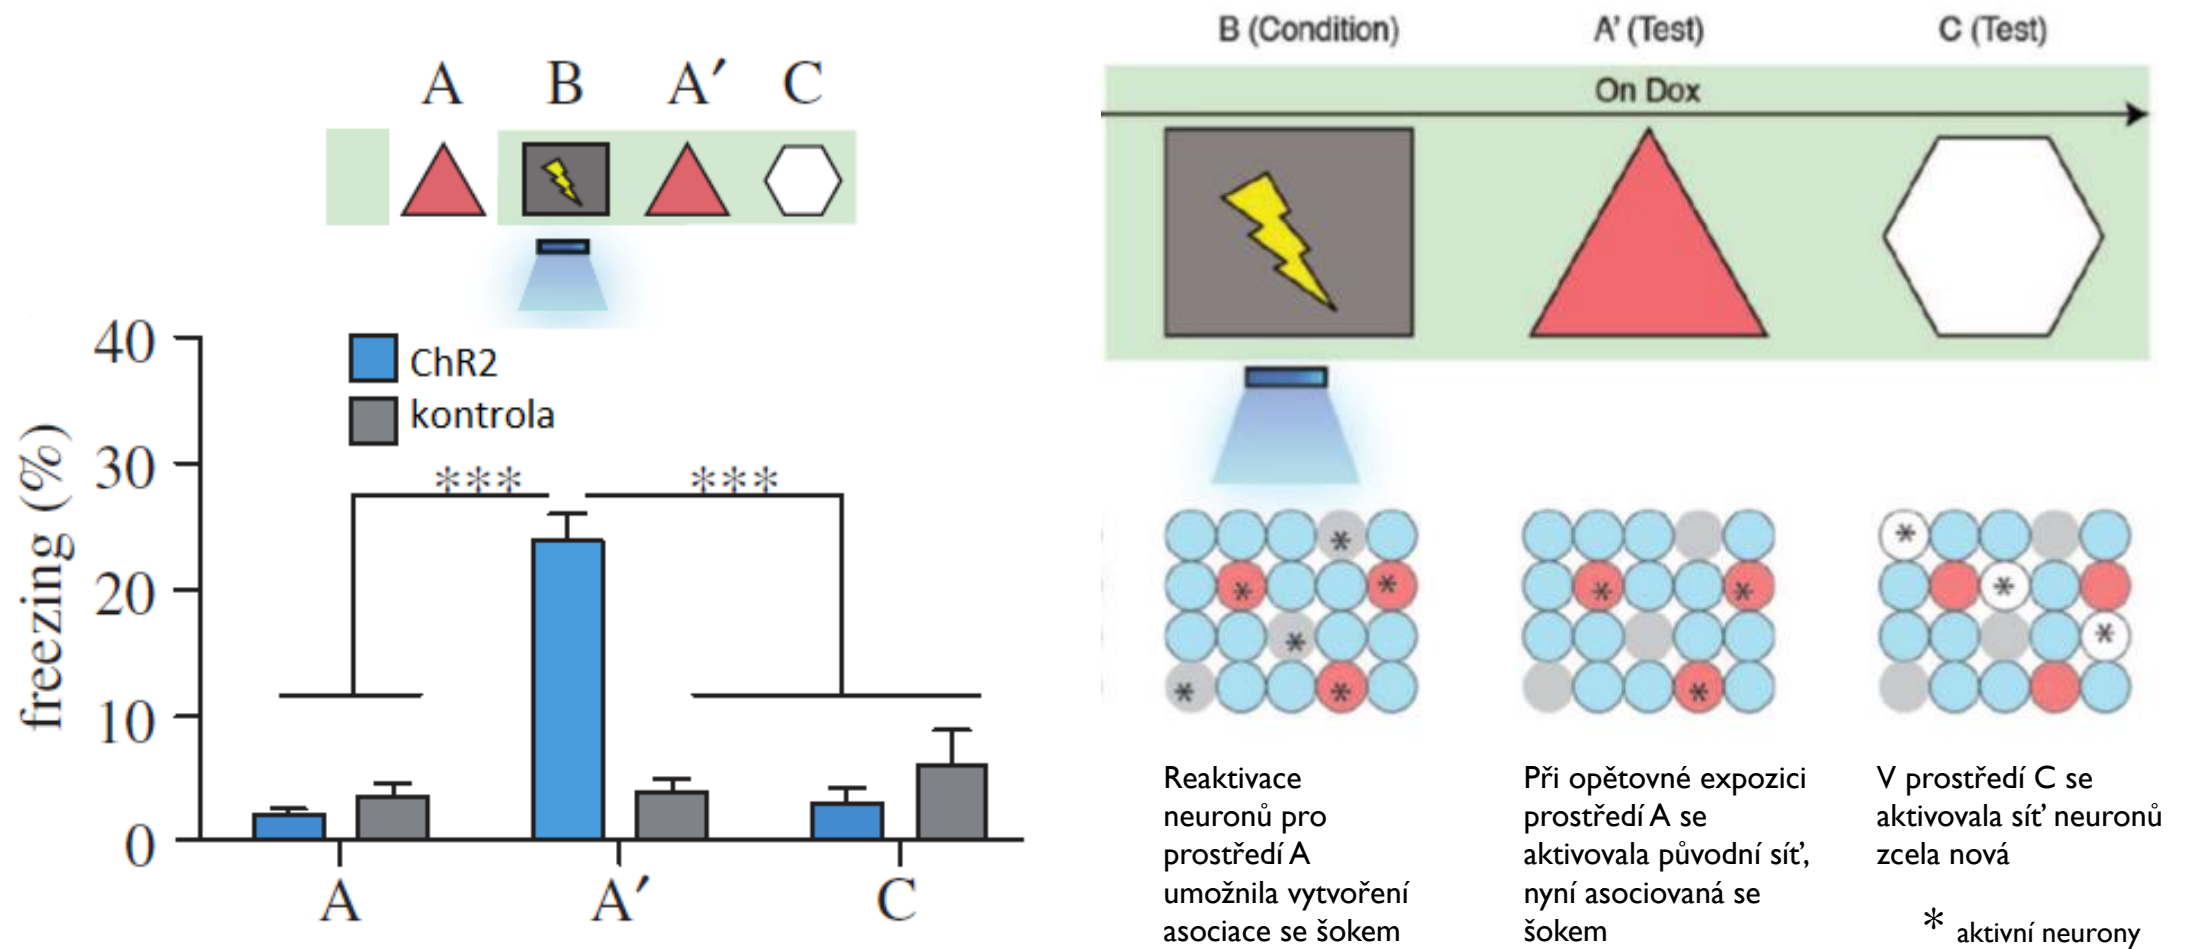 A B A′ C
ChR2
kontrola
freezing (%)
40
30
20
10
0
*** ***
A A′ C
B (Condition) A’ (Test) C (Test)
On Dox
* * * * * *
* * *
* * *
Reaktivace
neuronů pro
prostředí A
umožnila vytvoření
asociace se šokem
Při opětovné expozici
prostředí A se
aktivovala původní síť,
nyní asociovaná se
šokem
V prostředí C se
aktivovala síť neuronů
zcela nová
* aktivní neurony